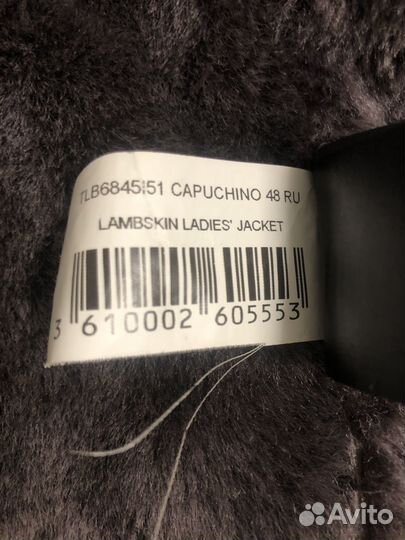 TLB6845I51 CAPUCHINO 48 RU
LAMBSKIN LADIES' JACKET
3 610002 605553
Avito